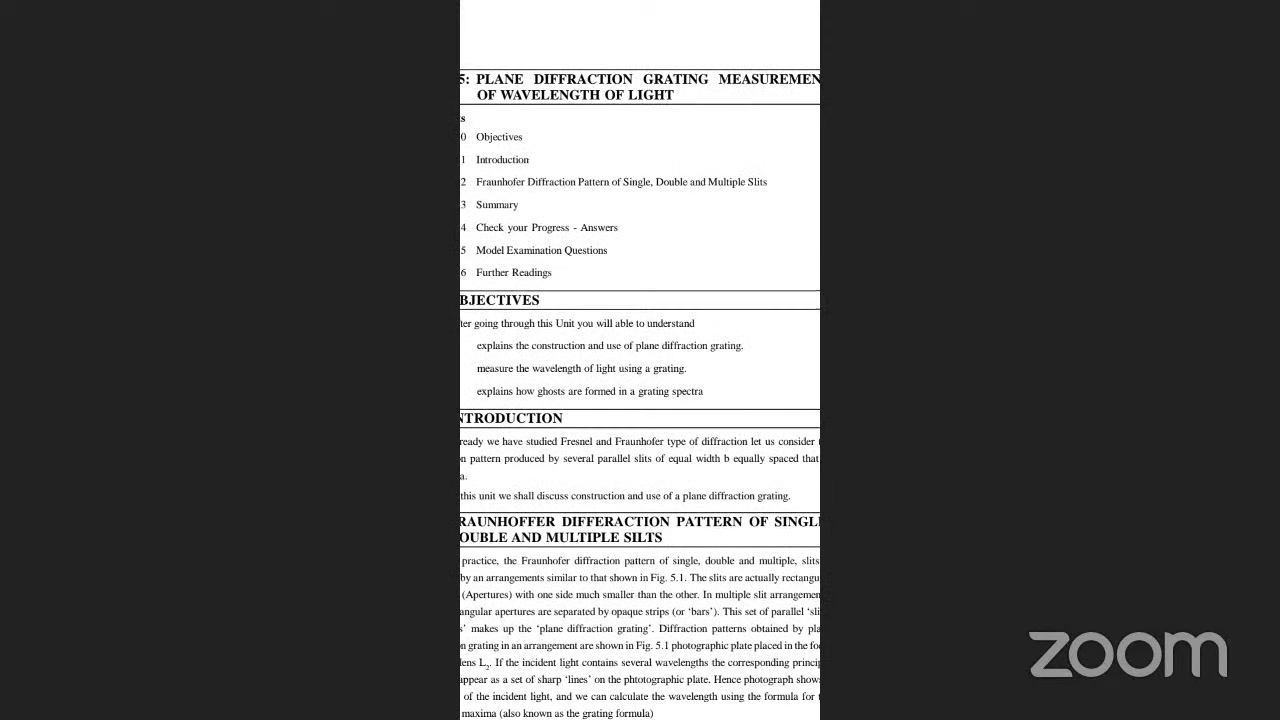 5: PLANE DIFFRACTION GRATING MEASUREMEN
OF WAVELENGTH OF LIGHT
s
0 Objectives
1 Introduction
2 Fraunhofer Diffraction Pattern of Single, Double and Multiple Slits
3 Summary
4 Check your Progress - Answers
5 Model Examination Questions
6 Further Readings
BJECTIVES
ter going through this Unit you will able to understand
explains the construction and use of plane diffraction grating.
measure the wavelength of light using a grating.
explains how ghosts are formed in a grating spectra
NTRODUCTION
ready we have studied Fresnel and Fraunhofer type of diffraction let us consider t
on pattern produced by several parallel slits of equal width b equally spaced that
a.
this unit we shall discuss construction and use of a plane diffraction grating.
RAUNHOFFER DIFFERACTION PATTERN OF SINGL
OUBLE AND MULTIPLE SILTS
practice, the Fraunhofer diffraction pattern of single, double and multiple, slits
by an arrangements similar to that shown in Fig. 5.1. The slits are actually rectangu
(Apertures) with one side much smaller than the other. In multiple slit arrangemen
angular apertures are separated by opaque strips (or ‘bars’). This set of parallel ‘sli
s’ makes up the ‘plane diffraction grating’. Diffraction patterns obtained by pla
on grating in an arrangement are shown in Fig. 5.1 photographic plate placed in the foc
lens L2. If the incident light contains several wavelengths the corresponding princip
appear as a set of sharp ‘lines’ on the phtotographic plate. Hence photograph show
of the incident light, and we can calculate the wavelength using the formula for t
maxima (also known as the grating formula)
zoom